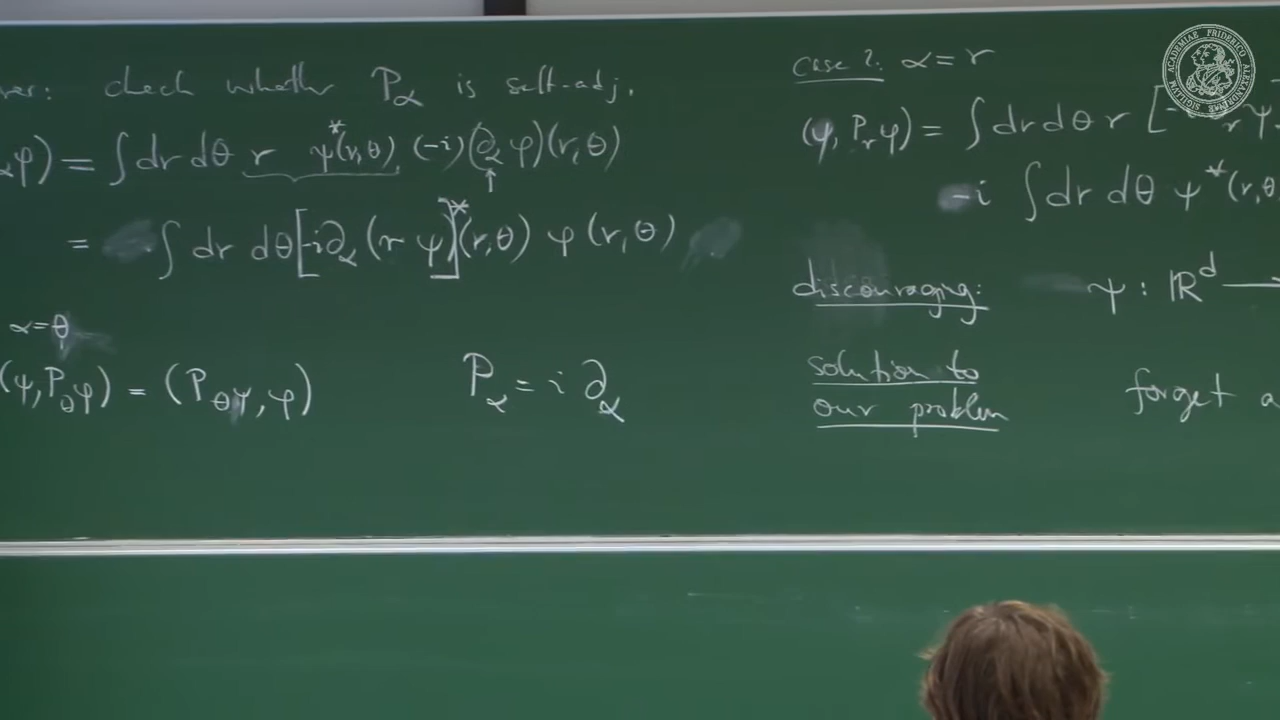 check whether P_α is self-adj.
φ) = ∫ dr dθ r ψ*(r,θ) (-i)(∂_α φ)(r,θ)
= ∫ dr dθ [-i∂_α (r ψ)]*(r,θ) φ(r,θ)
α=θ
(ψ, P_θ φ) = (P_θ ψ, φ)
P_α = i ∂_α
case 2: α=r
(ψ, P_r φ) = ∫ dr dθ r [-
-i ∫ dr dθ ψ*(r,θ
discouraging: ψ : ℝ^d →
solution to
our problem
forget a